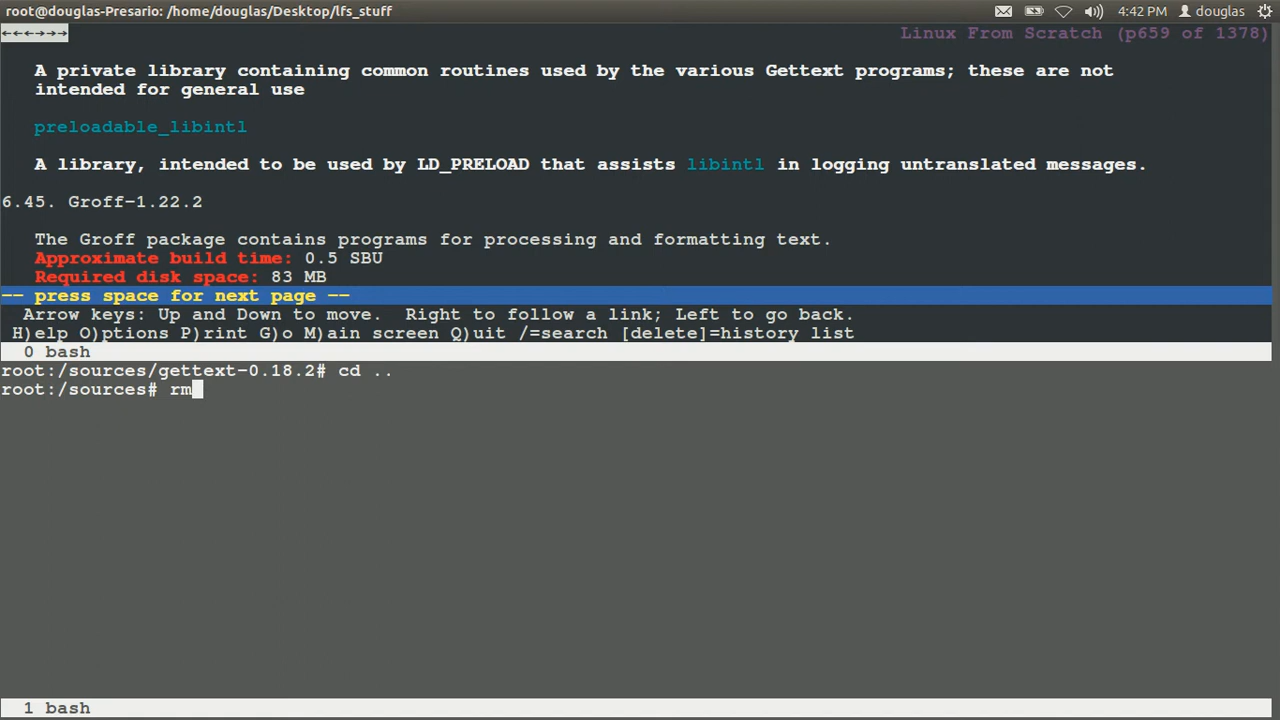 root@douglas-Presario: /home/douglas/Desktop/lfs_stuff 4:42 PM douglas
←←←→→→ Linux From Scratch (p659 of 1378)
A private library containing common routines used by the various Gettext programs; these are not
intended for general use
preloadable_libintl
A library, intended to be used by LD_PRELOAD that assists libintl in logging untranslated messages.
6.45. Groff-1.22.2
The Groff package contains programs for processing and formatting text.
Approximate build time: 0.5 SBU
Required disk space: 83 MB
-- press space for next page --
Arrow keys: Up and Down to move. Right to follow a link; Left to go back.
H)elp O)ptions P)rint G)o M)ain screen Q)uit /=search [delete]=history list
0 bash
root:/sources/gettext-0.18.2# cd ..
root:/sources# rm
1 bash